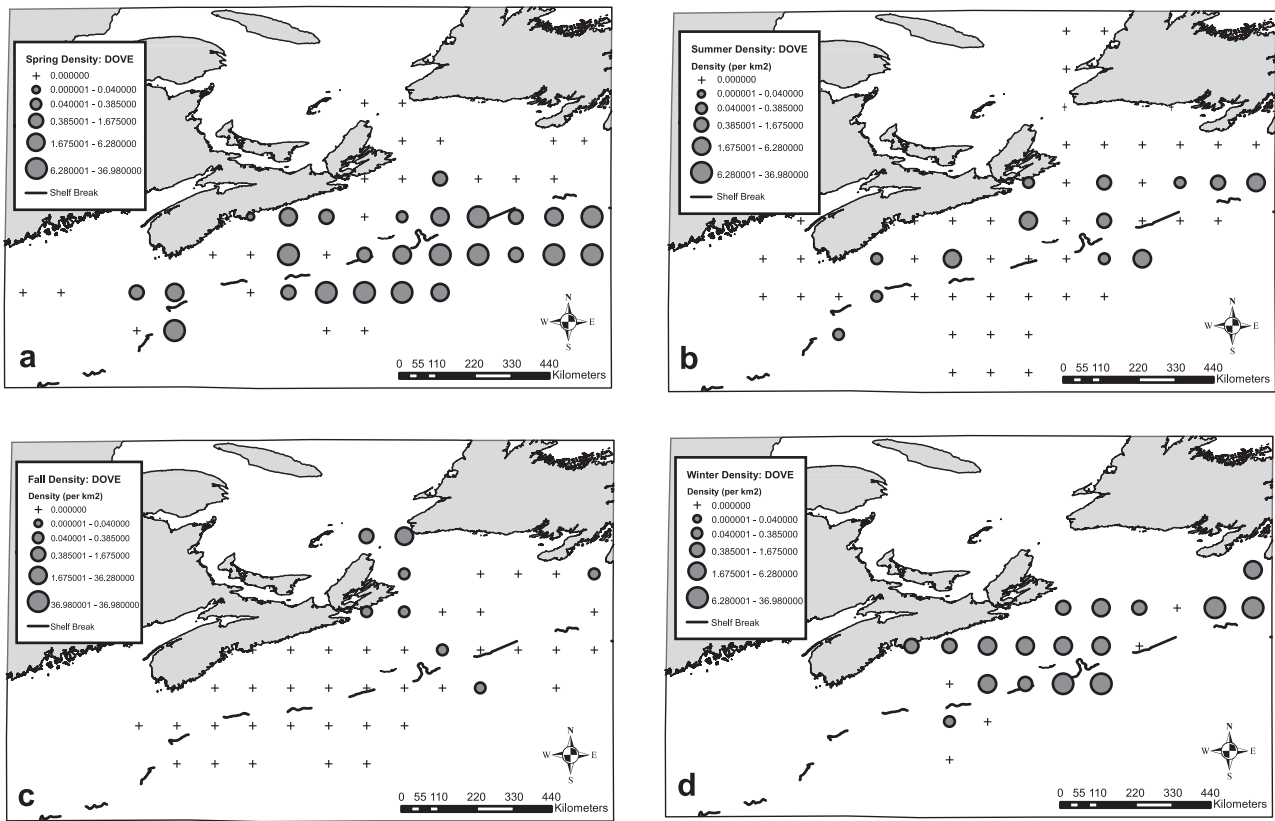 Spring Density: DOVE
+ 0.000000
0.000001 - 0.040000
0.040001 - 0.385000
0.385001 - 1.675000
1.675001 - 6.280000
6.280001 - 36.980000
Shelf Break
N
W E
S
a
0 55 110 220 330 440
Kilometers
Summer Density: DOVE
Density (per km2)
+ 0.000000
0.000001 - 0.040000
0.040001 - 0.385000
0.385001 - 1.675000
1.675001 - 6.280000
6.280001 - 36.980000
Shelf Break
N
W E
S
b
0 55 110 220 330 440
Kilometers
Fall Density: DOVE
Density (per km2)
+ 0.000000
0.000001 - 0.040000
0.040001 - 0.385000
0.385001 - 1.675000
1.675001 - 36.280000
36.980001 - 36.980000
Shelf Break
N
W E
S
c
0 55 110 220 330 440
Kilometers
Winter Density: DOVE
Density (per km2)
+ 0.000000
0.000001 - 0.040000
0.040001 - 0.385000
0.385001 - 1.675000
1.675001 - 6.280000
6.280001 - 36.980000
Shelf Break
N
W E
S
d
0 55 110 220 330 440
Kilometers